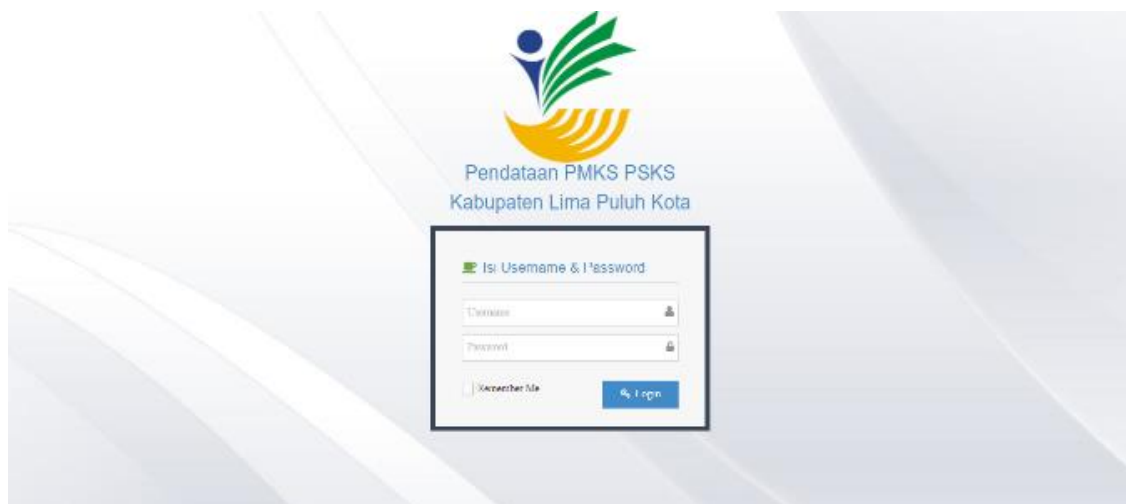 Pendataan PMKS PSKS
Kabupaten Lima Puluh Kota
Isi Username & Password
Username
Password
Remember Me
Login